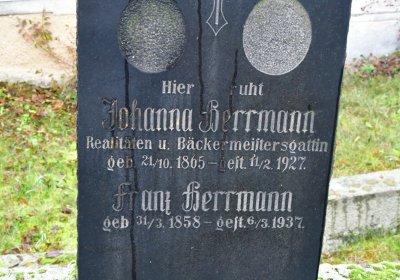 Hier ruht
Johanna Herrmann
Realitäten u. Bäckermeistersgattin
geb. 21/10. 1865 – gest. 11/2. 1927.
Franz Herrmann
geb 31/3. 1858 – gest. 6/3. 1937.